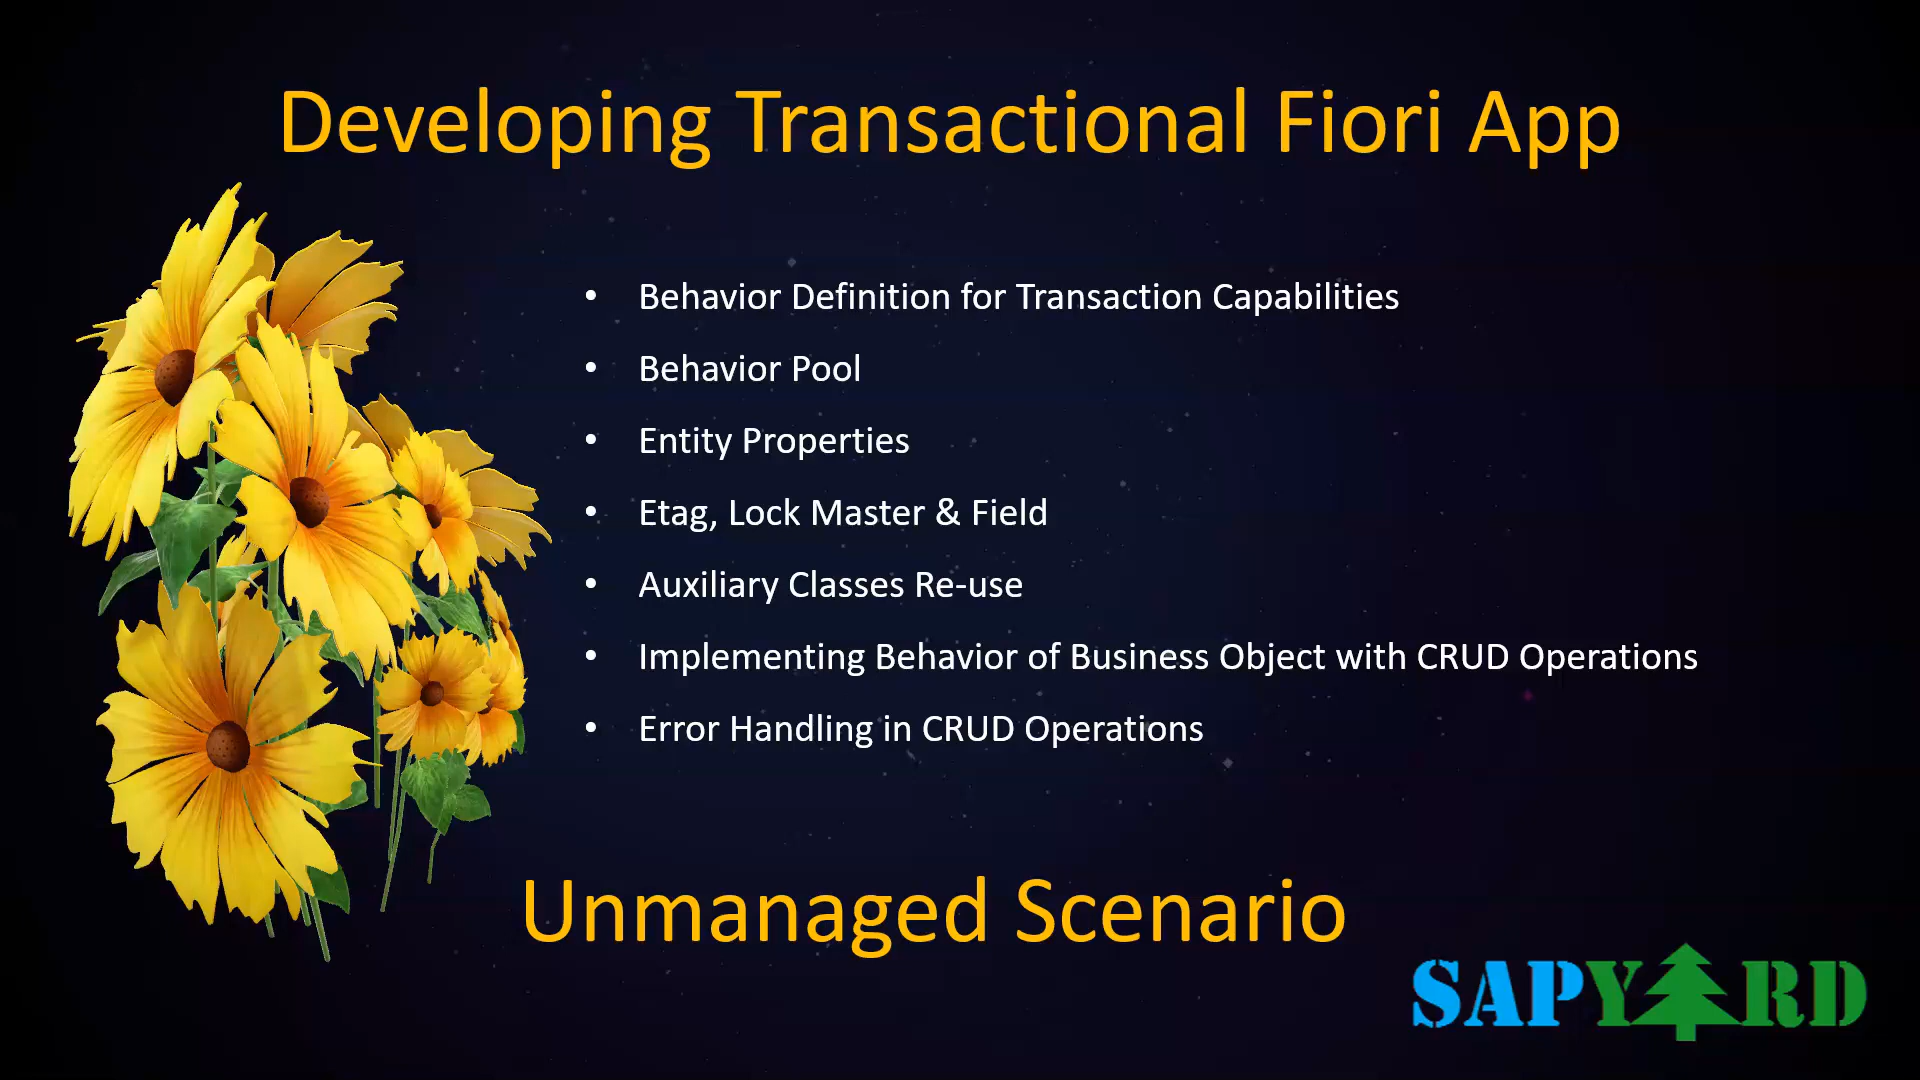 Developing Transactional Fiori App
• Behavior Definition for Transaction Capabilities
• Behavior Pool
• Entity Properties
• Etag, Lock Master & Field
• Auxiliary Classes Re-use
• Implementing Behavior of Business Object with CRUD Operations
• Error Handling in CRUD Operations
Unmanaged Scenario
SAPYARD